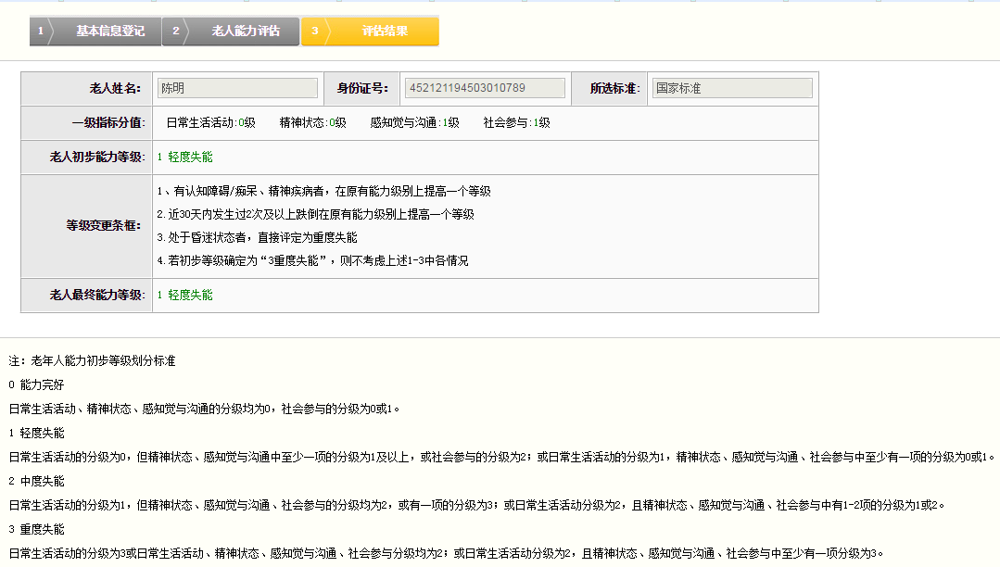 1 基本信息登记 2 老人能力评估 3 评估结果
老人姓名: 陈明 身份证号: 452121194503010789 所选标准: 国家标准
一级指标分值: 日常生活活动:0级 精神状态:0级 感知觉与沟通:1级 社会参与:1级
老人初步能力等级: 1 轻度失能
等级变更条框:
1、有认知障碍/痴呆、精神疾病者，在原有能力级别上提高一个等级
2.近30天内发生过2次及以上跌倒在原有能力级别上提高一个等级
3.处于昏迷状态者，直接评定为重度失能
4.若初步等级确定为“3重度失能”，则不考虑上述1-3中各情况
老人最终能力等级: 1 轻度失能
注: 老年人能力初步等级划分标准
0 能力完好
日常生活活动、精神状态、感知觉与沟通的分级均为0，社会参与的分级为0或1。
1 轻度失能
日常生活活动的分级为0，但精神状态、感知觉与沟通中至少一项的分级为1及以上，或社会参与的分级为2；或日常生活活动的分级为1，精神状态、感知觉与沟通、社会参与中至少有一项的分级为0或1。
2 中度失能
日常生活活动的分级为1，但精神状态、感知觉与沟通、社会参与的分级均为2，或有一项的分级为3；或日常生活活动分级为2，且精神状态、感知觉与沟通、社会参与中有1-2项的分级为1或2。
3 重度失能
日常生活活动的分级为3或日常生活活动、精神状态、感知觉与沟通、社会参与分级均为2；或日常生活活动分级为2，且精神状态、感知觉与沟通、社会参与中至少有一项分级为3。